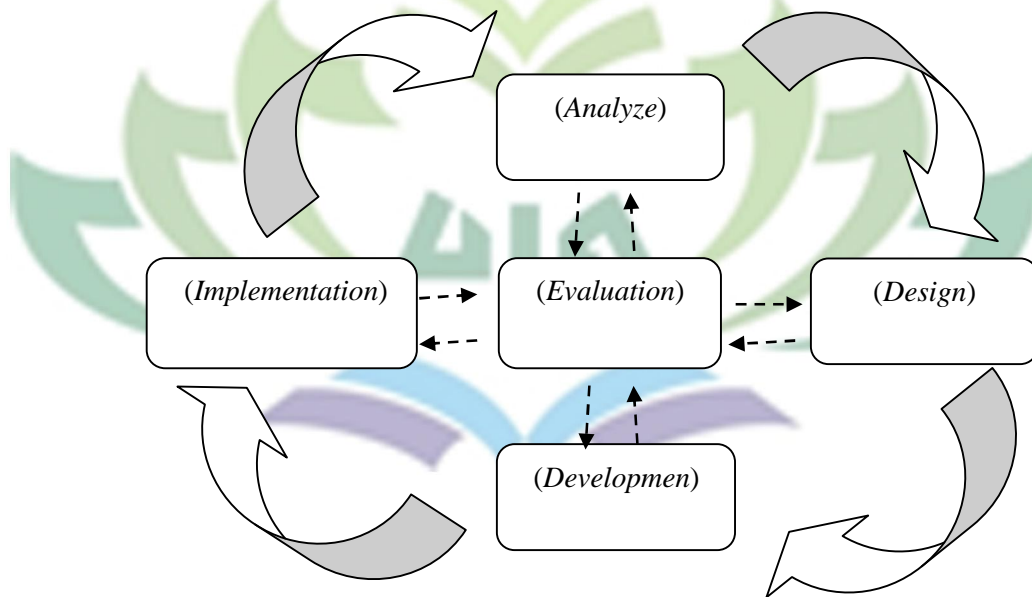 (Analyze)
(Implementation)
(Evaluation)
(Design)
(Developmen)